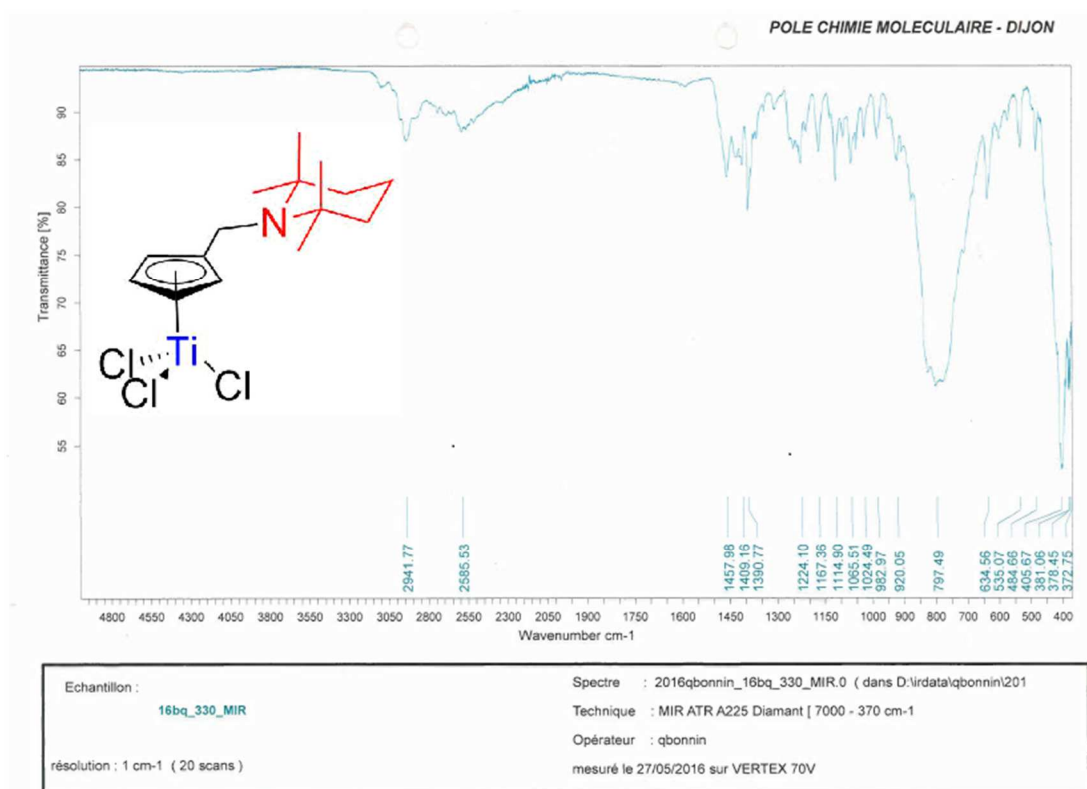 POLE CHIMIE MOLECULAIRE - DIJON
Transmittance [%]
90
85
80
75
70
65
60
55
N
Ti
Cl
Cl
Cl
2941.77
2585.53
1457.98
1409.16
1390.77
1224.10
1167.36
1114.90
1065.51
1024.49
982.97
920.05
797.49
634.56
535.07
484.66
405.67
381.06
378.45
372.75
4800 4550 4300 4050 3800 3550 3300 3050 2800 2550 2300 2050 1900 1750 1600 1450 1300 1150 1000 900 800 700 600 500 400
Wavenumber cm-1
Echantillon :
16bq_330_MIR
résolution : 1 cm-1 ( 20 scans )
Spectre : 2016qbonnin_16bq_330_MIR.0 ( dans D:\irdata\qbonnin\201
Technique : MIR ATR A225 Diamant [ 7000 - 370 cm-1
Opérateur : qbonnin
mesuré le 27/05/2016 sur VERTEX 70V